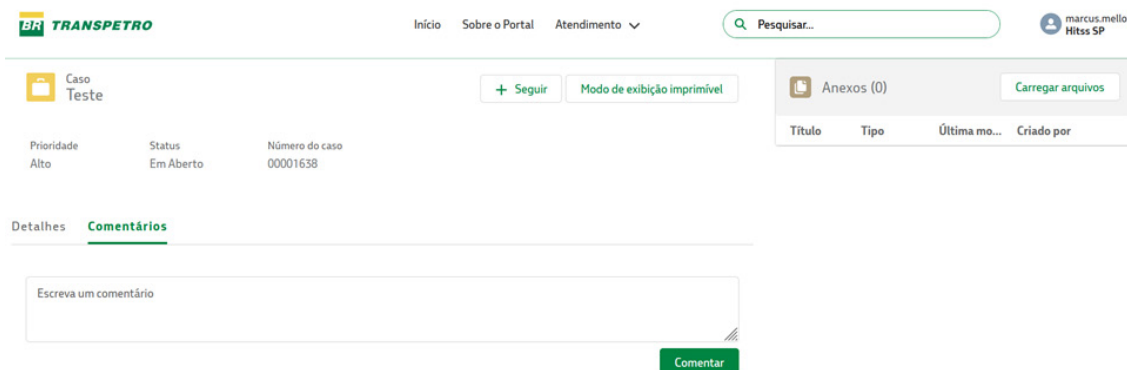 BR TRANSPETRO
Início Sobre o Portal Atendimento
Pesquisar...
marcus.mello
Hitss SP
Caso
Teste
+ Seguir
Modo de exibição imprimível
Anexos (0)
Carregar arquivos
Título Tipo Última mo... Criado por
Prioridade Status Número do caso
Alto Em Aberto 00001638
Detalhes Comentários
Escreva um comentário
Comentar